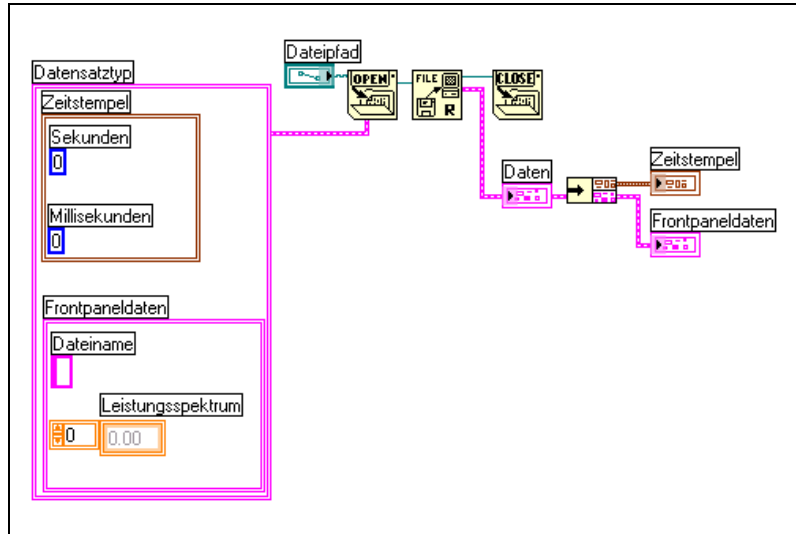 Dateipfad
OPEN
FILE
R
CLOSE
Datensatztyp
Zeitstempel
Sekunden
0
Millisekunden
0
Daten
Zeitstempel
Frontpaneldaten
Frontpaneldaten
Dateiname
Leistungsspektrum
0
0.00